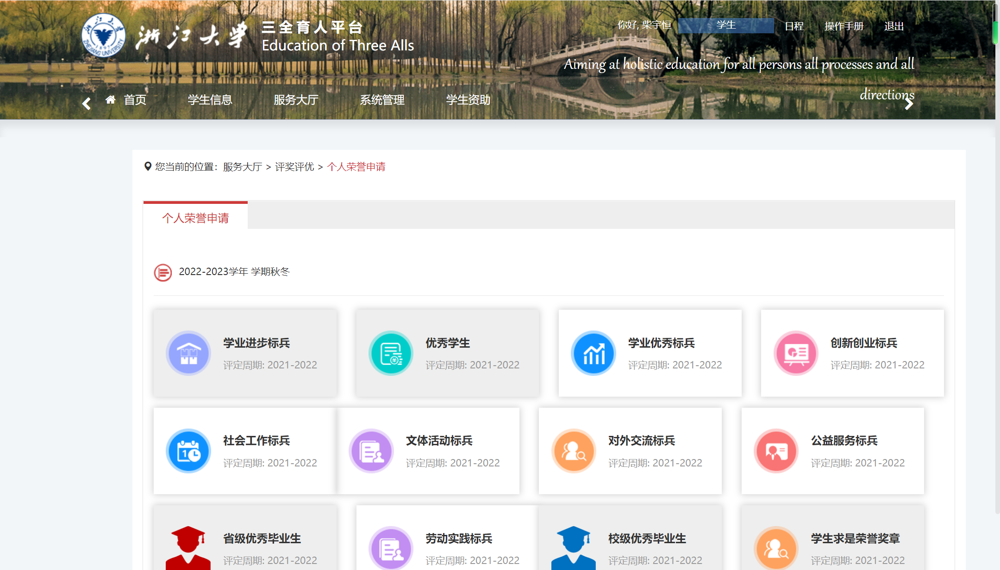 浙江大学
三全育人平台
Education of Three Alls
你好, 柴宇恒
学生
日程
操作手册
退出
Aiming at holistic education for all persons all processes and all
directions
首页
学生信息
服务大厅
系统管理
学生资助
您当前的位置：服务大厅 > 评奖评优 > 个人荣誉申请
个人荣誉申请
2022-2023学年 学期秋冬
学业进步标兵
评定周期: 2021-2022
优秀学生
评定周期: 2021-2022
学业优秀标兵
评定周期: 2021-2022
创新创业标兵
评定周期: 2021-2022
社会工作标兵
评定周期: 2021-2022
文体活动标兵
评定周期: 2021-2022
对外交流标兵
评定周期: 2021-2022
公益服务标兵
评定周期: 2021-2022
省级优秀毕业生
评定周期: 2021-2022
劳动实践标兵
评定周期: 2021-2022
校级优秀毕业生
评定周期: 2021-2022
学生求是荣誉奖章
评定周期: 2021-2022